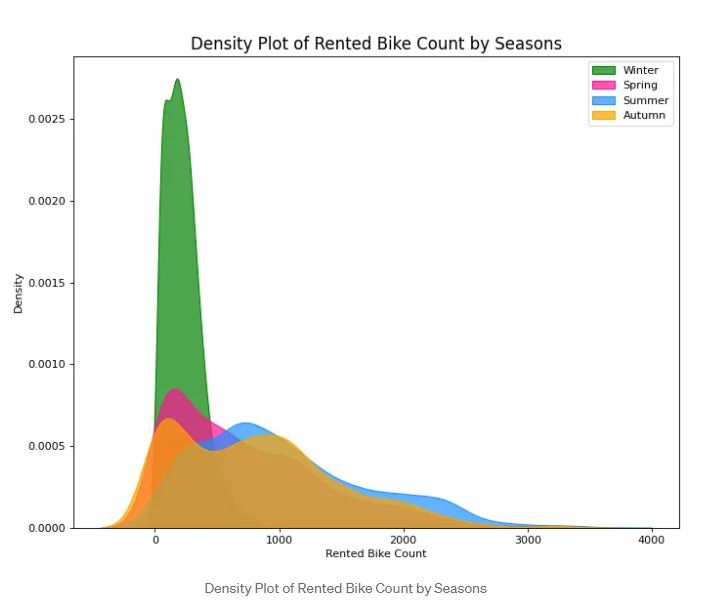 Density Plot of Rented Bike Count by Seasons
Winter
Spring
Summer
Autumn
0.0025
0.0020
0.0015
0.0010
0.0005
0.0000
Density
0 1000 2000 3000 4000
Rented Bike Count
Density Plot of Rented Bike Count by Seasons